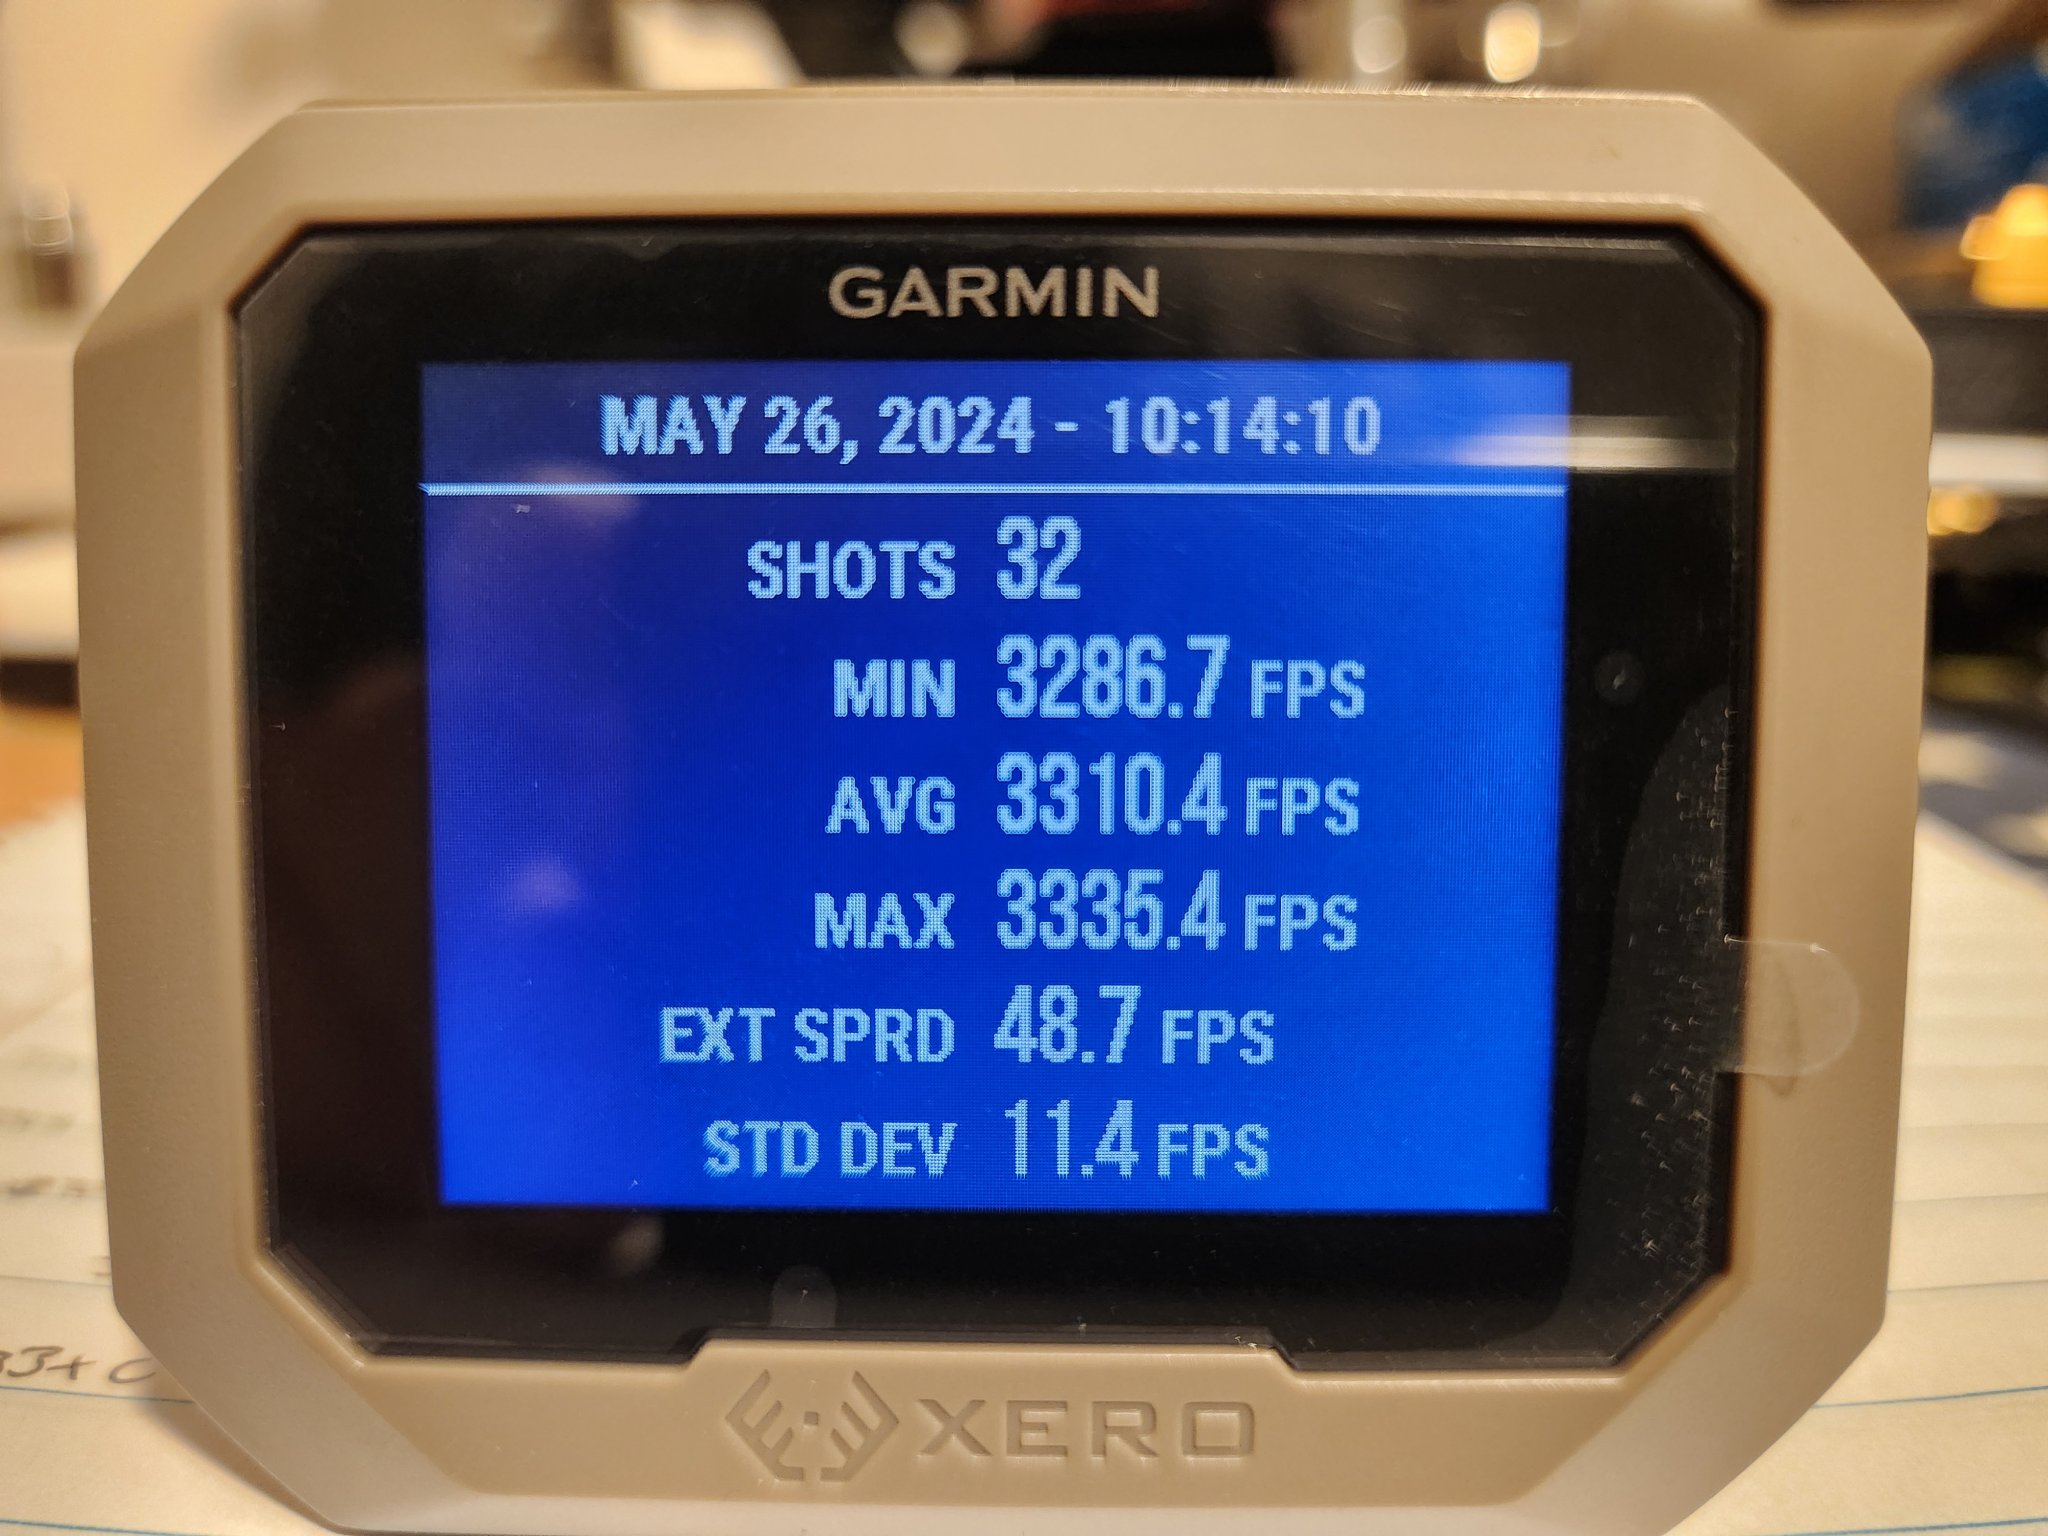 GARMIN
MAY 26, 2024 - 10:14:10
SHOTS 32
MIN 3286.7 FPS
AVG 3310.4 FPS
MAX 3335.4 FPS
EXT SPRD 48.7 FPS
STD DEV 11.4 FPS
XERO